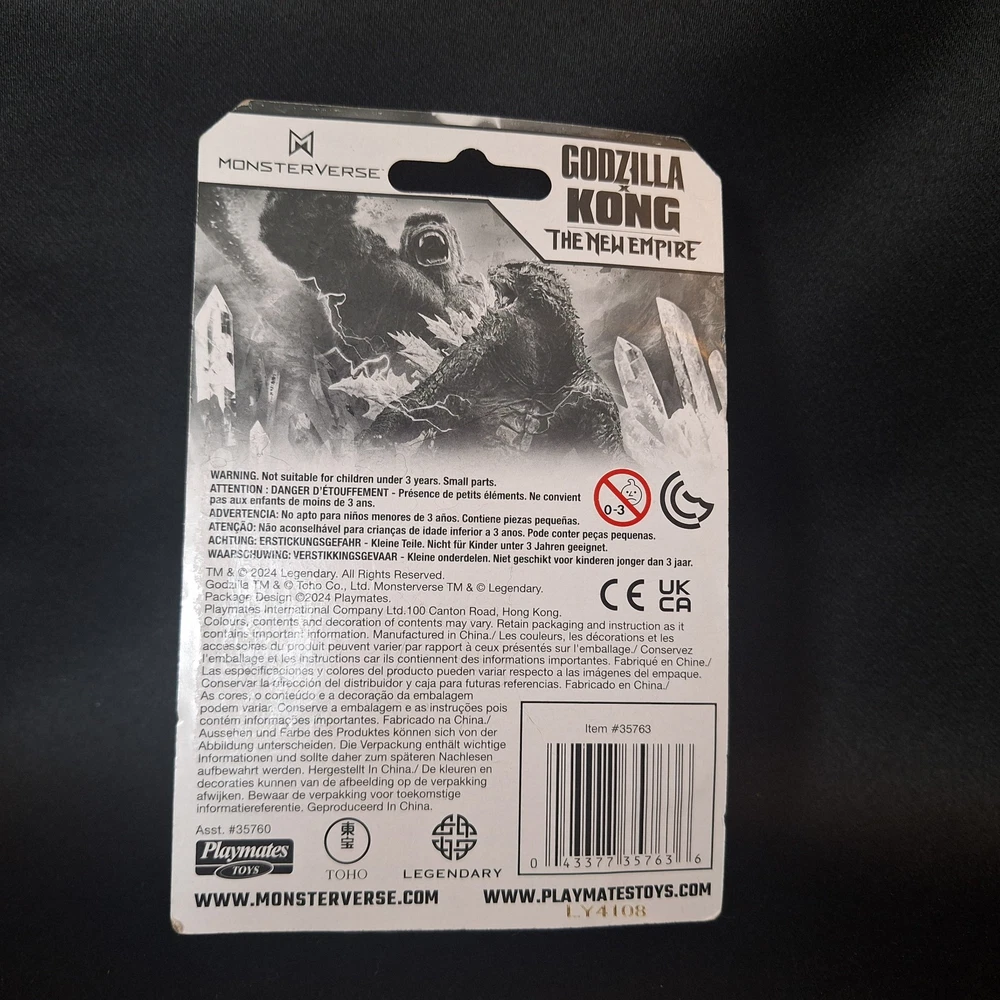 MONSTERVERSE
GODZILLA
X
KONG
THE NEW EMPIRE
WARNING. Not suitable for children under 3 years. Small parts.
ATTENTION : DANGER D'ÉTOUFFEMENT - Présence de petits éléments. Ne convient
pas aux enfants de moins de 3 ans.
ADVERTENCIA: No apto para niños menores de 3 años. Contiene piezas pequeñas.
ATENÇÃO: Não aconselhável para crianças de idade inferior a 3 anos. Pode conter peças pequenas.
ACHTUNG: ERSTICKUNGSGEFAHR - Kleine Teile. Nicht für Kinder unter 3 Jahren geeignet.
WAARSCHUWING: VERSTIKKINGSGEVAAR - Kleine onderdelen. Niet geschikt voor kinderen jonger dan 3 jaar.
0-3
TM & © 2024 Legendary. All Rights Reserved.
Godzilla TM & © Toho Co., Ltd. Monsterverse TM & © Legendary.
Package Design ©2024 Playmates.
Playmates International Company Ltd.100 Canton Road, Hong Kong.
CE UK
CA
Colours, contents and decoration of contents may vary. Retain packaging and instruction as it
contains important information. Manufactured in China./ Les couleurs, les décorations et les
accessoires du produit peuvent varier par rapport à ceux présentés sur l'emballage./ Conservez
l'emballage et les instructions car ils contiennent des informations importantes. Fabriqué en Chine./
Las especificaciones y colores del producto pueden variar respecto a las imágenes del empaque.
Conservar la dirección del distribuidor y caja para futuras referencias. Fabricado en China./
As cores, o conteúdo e a decoração da embalagem
podem variar. Conserve a embalagem e as instruções pois
contém informações importantes. Fabricado na China./
Aussehen und Farbe des Produktes können sich von der
Abbildung unterscheiden. Die Verpackung enthält wichtige
Informationen und sollte daher zum späteren Nachlesen
aufbewahrt werden. Hergestellt In China./ De kleuren en
decoraties kunnen van de afbeelding op de verpakking
afwijken. Bewaar de verpakking voor toekomstige
informatiereferentie. Geproduceerd In China.
Item #35763
0 43377 35763 6
Asst. #35760
Playmates
TOYS
東宝
TOHO
LEGENDARY
WWW.MONSTERVERSE.COM
WWW.PLAYMATESTOYS.COM
LY4108